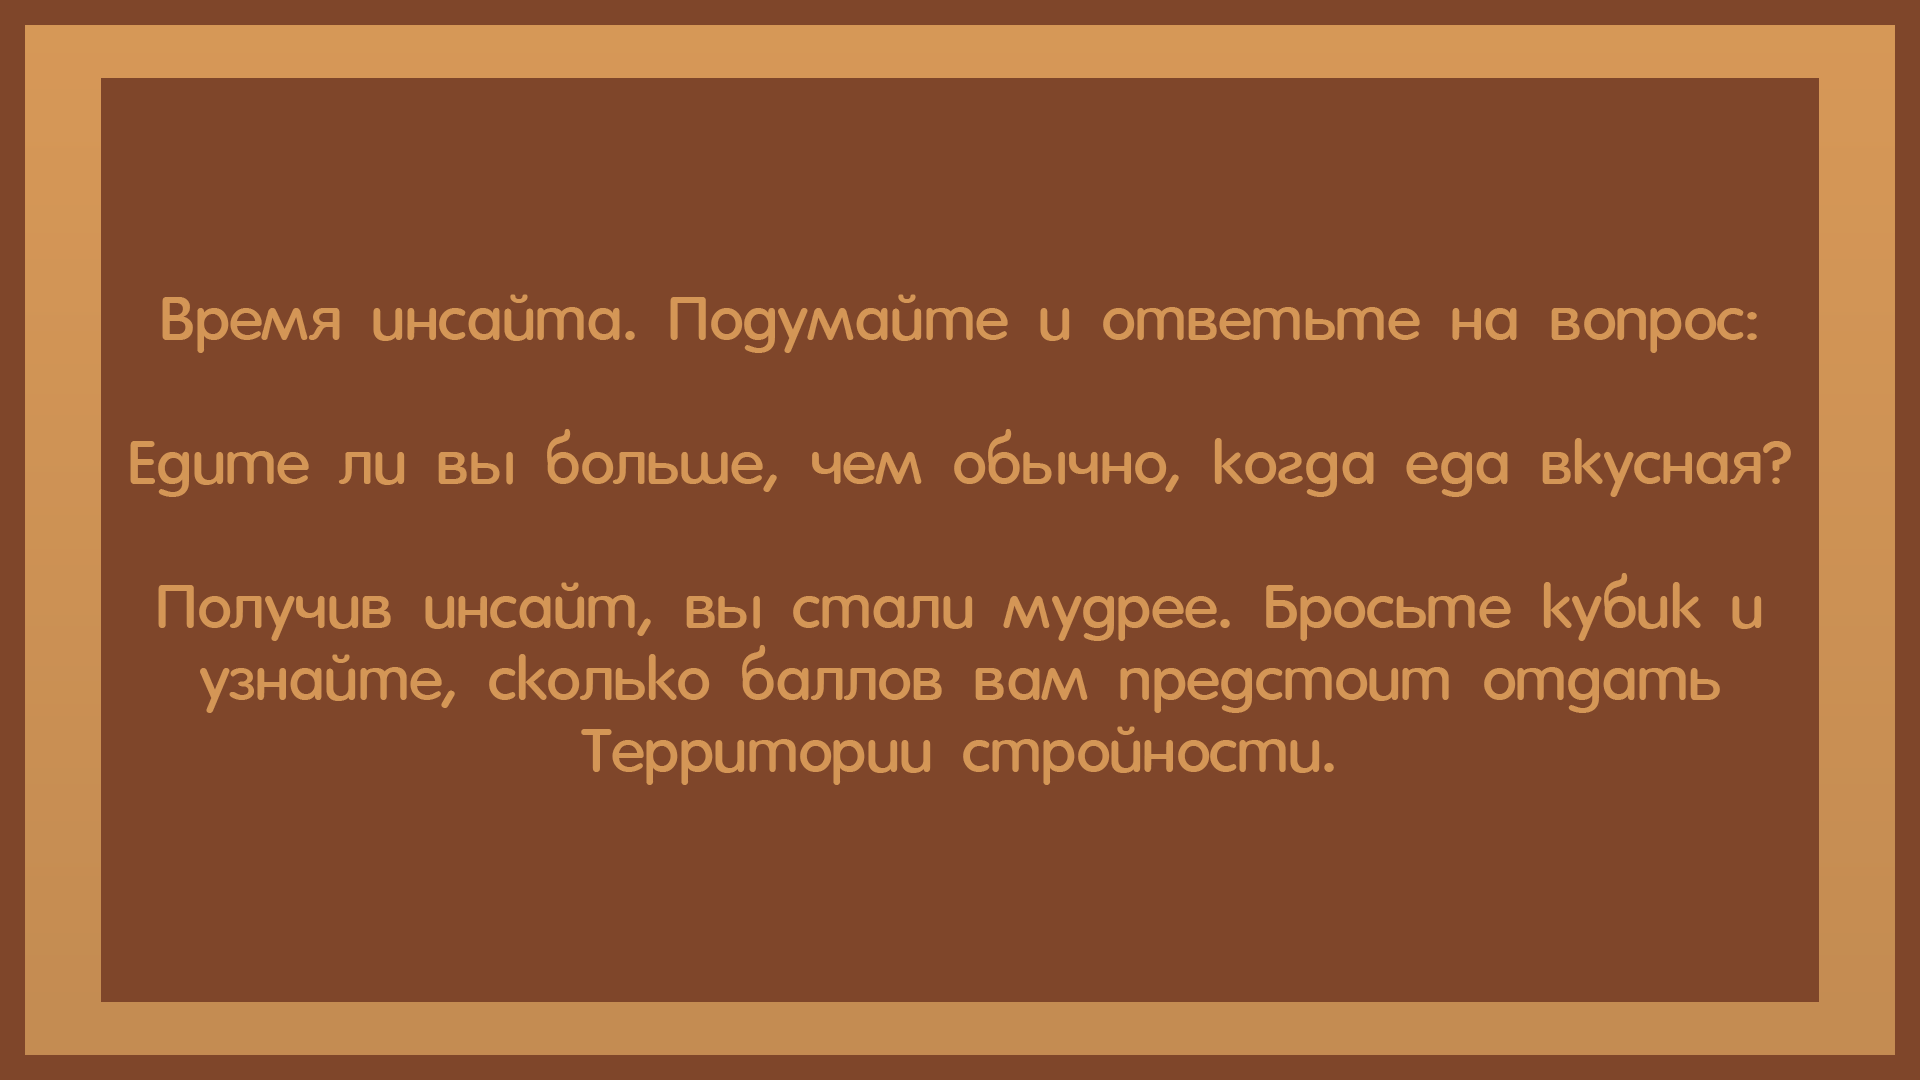 Время инсайта. Подумайте и ответьте на вопрос:
Едите ли вы больше, чем обычно, когда еда вкусная?
Получив инсайт, вы стали мудрее. Бросьте кубик и
узнайте, сколько баллов вам предстоит отдать
Территории стройности.